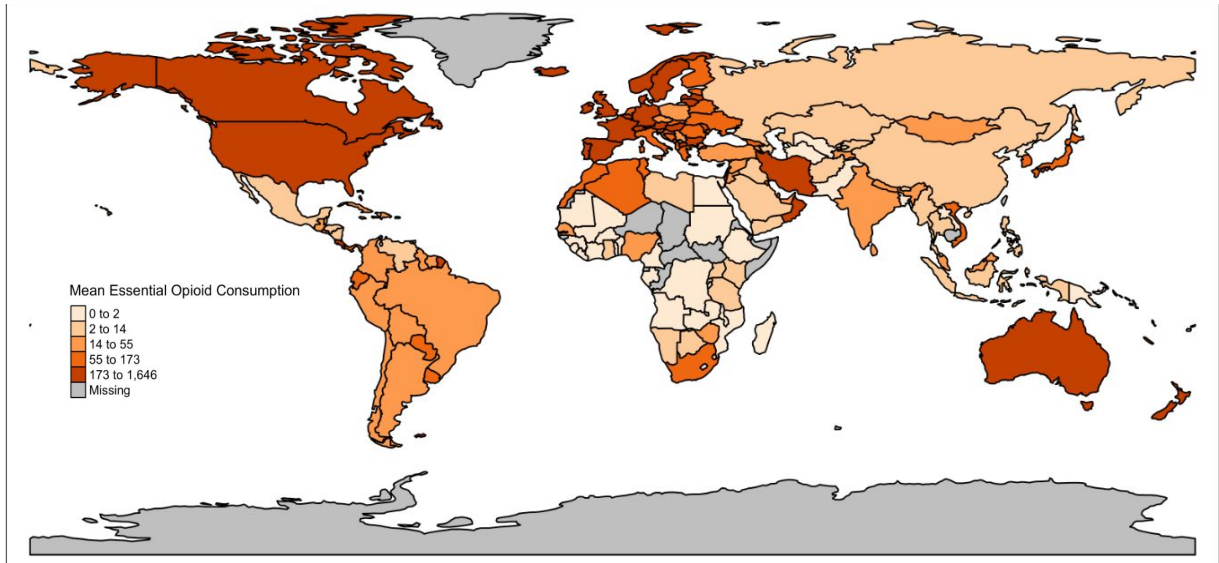 Mean Essential Opioid Consumption
0 to 2
2 to 14
14 to 55
55 to 173
173 to 1,646
Missing